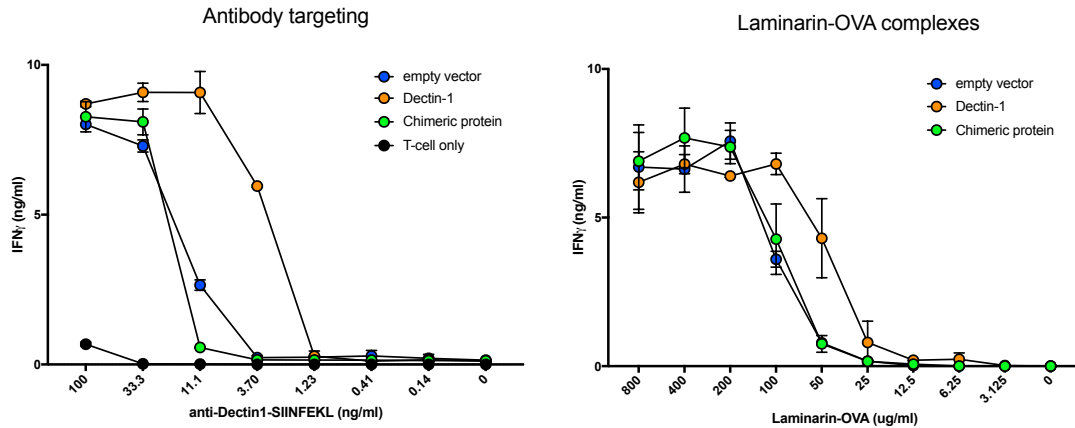 Antibody targeting
10
5
0
IFNγ (ng/ml)
empty vector
Dectin-1
Chimeric protein
T-cell only
100
33.3
11.1
3.70
1.23
0.41
0.14
0
anti-Dectin1-SIINFEKL (ng/ml)
Laminarin-OVA complexes
10
5
0
IFNγ (ng/ml)
empty vector
Dectin-1
Chimeric protein
800
400
200
100
50
25
12.5
6.25
3.125
0
Laminarin-OVA (ug/ml)